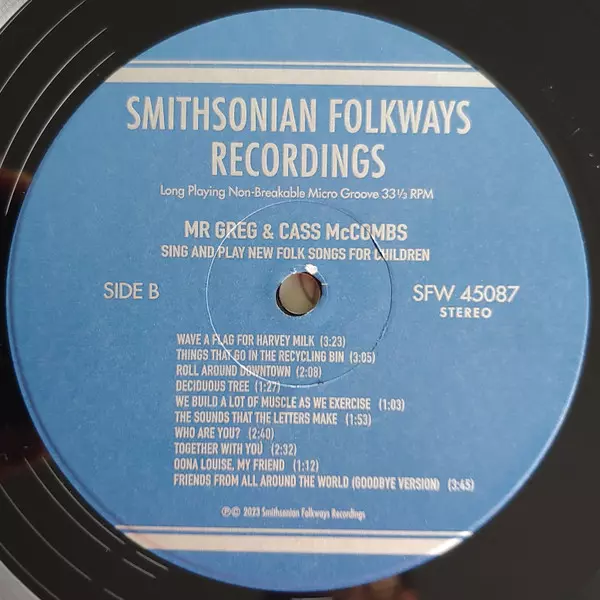 SMITHSONIAN FOLKWAYS
RECORDINGS
Long Playing Non-Breakable Micro Groove 33 1/3 RPM
MR GREG & CASS McCOMBS
SING AND PLAY NEW FOLK SONGS FOR CHILDREN
SIDE B
SFW 45087
STEREO
WAVE A FLAG FOR HARVEY MILK (3:23)
THINGS THAT GO IN THE RECYCLING BIN (3:05)
ROLL AROUND DOWNTOWN (2:08)
DECIDUOUS TREE (1:27)
WE BUILD A LOT OF MUSCLE AS WE EXERCISE (1:03)
THE SOUNDS THAT THE LETTERS MAKE (1:53)
WHO ARE YOU? (2:40)
TOGETHER WITH YOU (2:32)
OONA LOUISE, MY FRIEND (1:12)
FRIENDS FROM ALL AROUND THE WORLD (GOODBYE VERSION) (3:45)
℗© 2023 Smithsonian Folkways Recordings